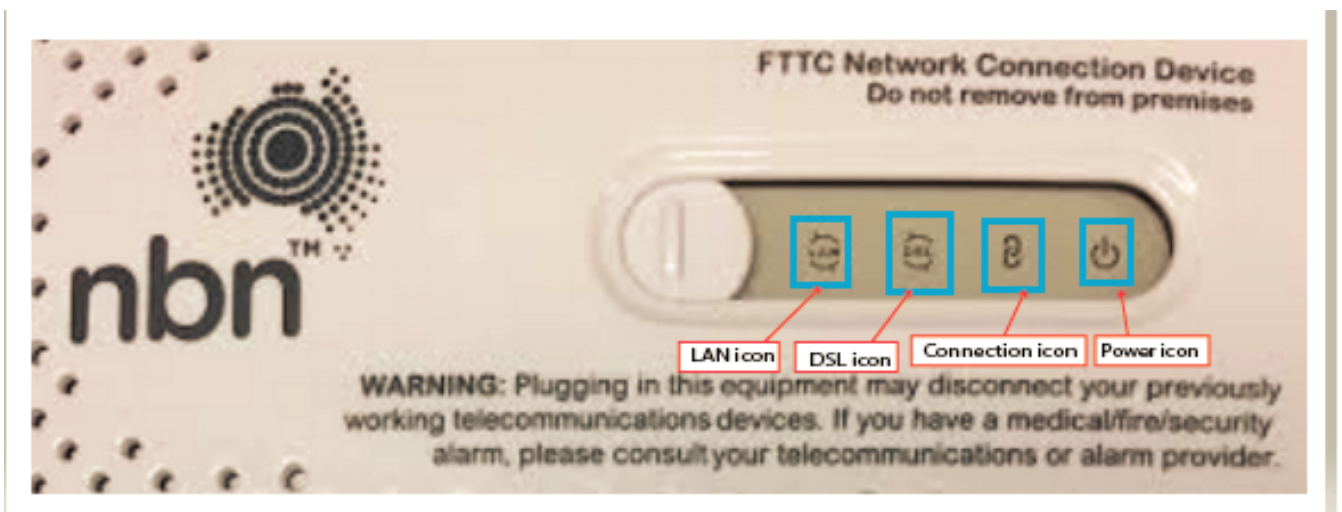 FTTC Network Connection Device
Do not remove from premises
nbn™
LAN
DSL
LAN icon
DSL icon
Connection icon
Power icon
WARNING: Plugging in this equipment may disconnect your previously
working telecommunications devices. If you have a medical/fire/security
alarm, please consult your telecommunications or alarm provider.